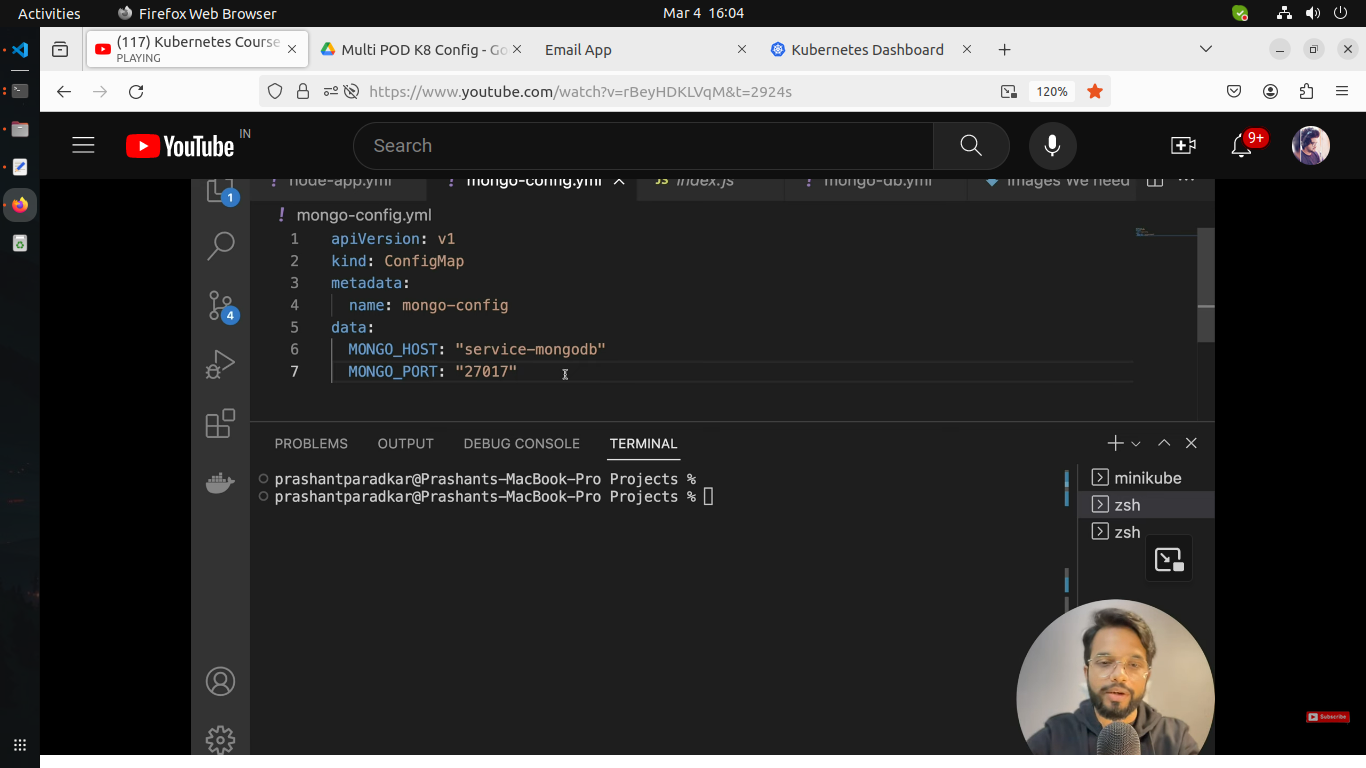 Activities
Firefox Web Browser
Mar 4 16:04
(117) Kubernetes Course
PLAYING
Multi POD K8 Config - Go
Email App
Kubernetes Dashboard
https://www.youtube.com/watch?v=rBeyHDKLVqM&t=2924s
120%
YouTube
IN
Search
9+
node-app.yml
mongo-config.yml
JS index.js
mongo-db.yml
Images We need
1
! mongo-config.yml
1 apiVersion: v1
2 kind: ConfigMap
3 metadata:
4 name: mongo-config
5 data:
6 MONGO_HOST: "service-mongodb"
7 MONGO_PORT: "27017"
4
PROBLEMS
OUTPUT
DEBUG CONSOLE
TERMINAL
prashantparadkar@Prashants-MacBook-Pro Projects %
prashantparadkar@Prashants-MacBook-Pro Projects %
minikube
zsh
zsh
Subscribe